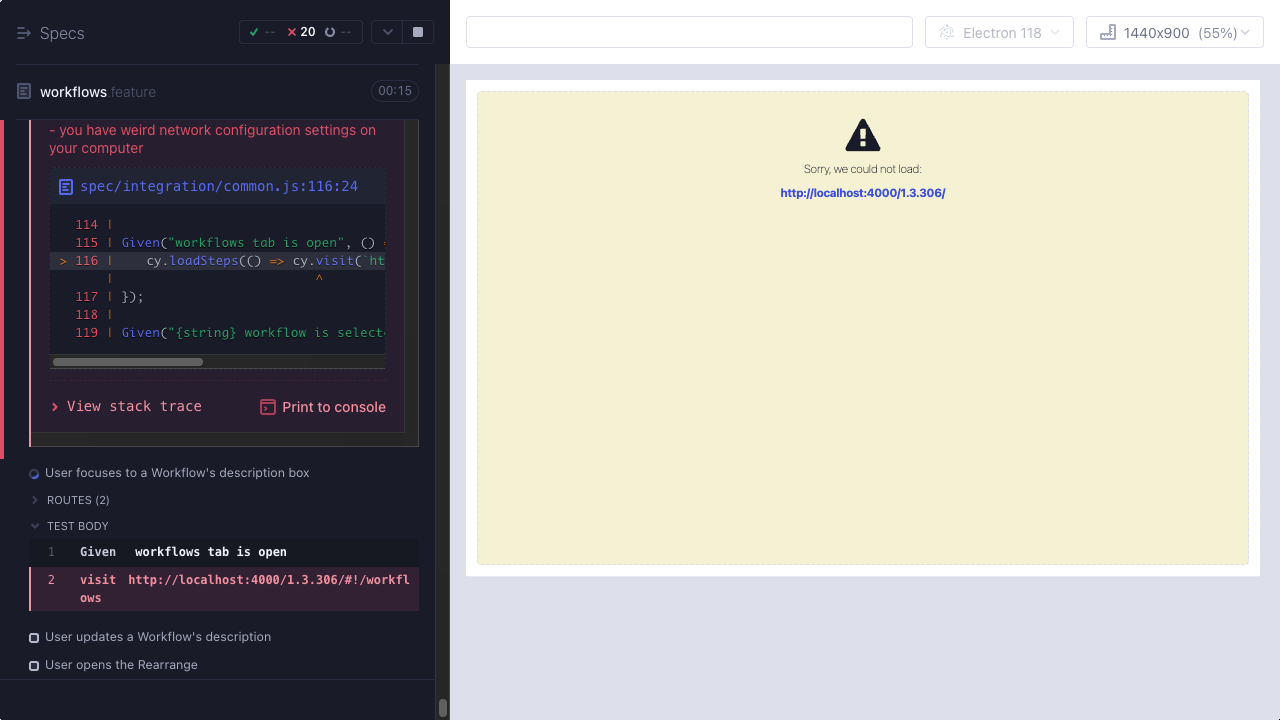 Specs
-- 20 --
Electron 118
1440x900 (55%)
workflows.feature
00:15
- you have weird network configuration settings on
your computer
spec/integration/common.js:116:24
114 |
115 | Given("workflows tab is open", () =
> 116 | cy.loadSteps(() => cy.visit(`ht
| ^
117 | });
118 |
119 | Given("{string} workflow is select
View stack trace
Print to console
User focuses to a Workflow's description box
ROUTES (2)
TEST BODY
1 Given workflows tab is open
2 visit http://localhost:4000/1.3.306/#!/workfl
ows
User updates a Workflow's description
User opens the Rearrange
Sorry, we could not load:
http://localhost:4000/1.3.306/